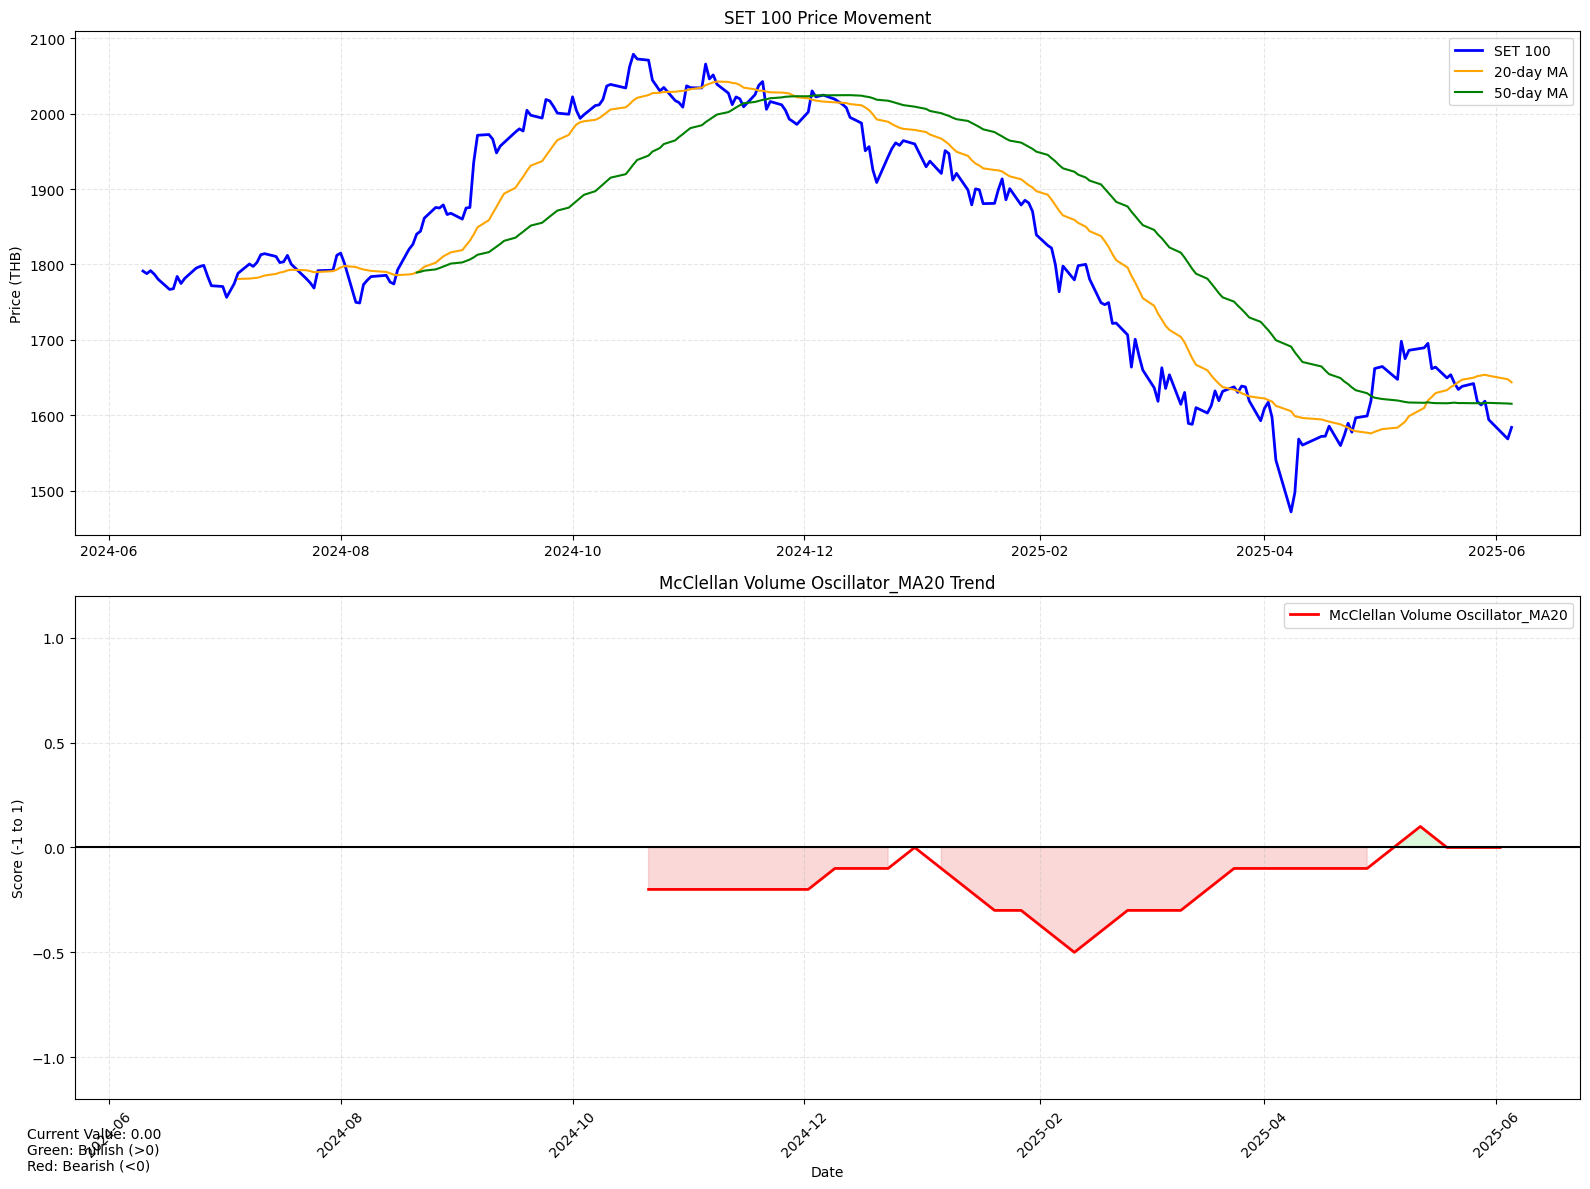 SET 100 Price Movement
2100
2000
1900
1800
1700
1600
1500
Price (THB)
SET 100
20-day MA
50-day MA
2024-06
2024-08
2024-10
2024-12
2025-02
2025-04
2025-06
McClellan Volume Oscillator_MA20 Trend
1.0
0.5
0.0
−0.5
−1.0
Score (-1 to 1)
McClellan Volume Oscillator_MA20
2024-06
2024-08
2024-10
2024-12
2025-02
2025-04
2025-06
Date
Current Value: 0.00
Green: Bullish (>0)
Red: Bearish (<0)